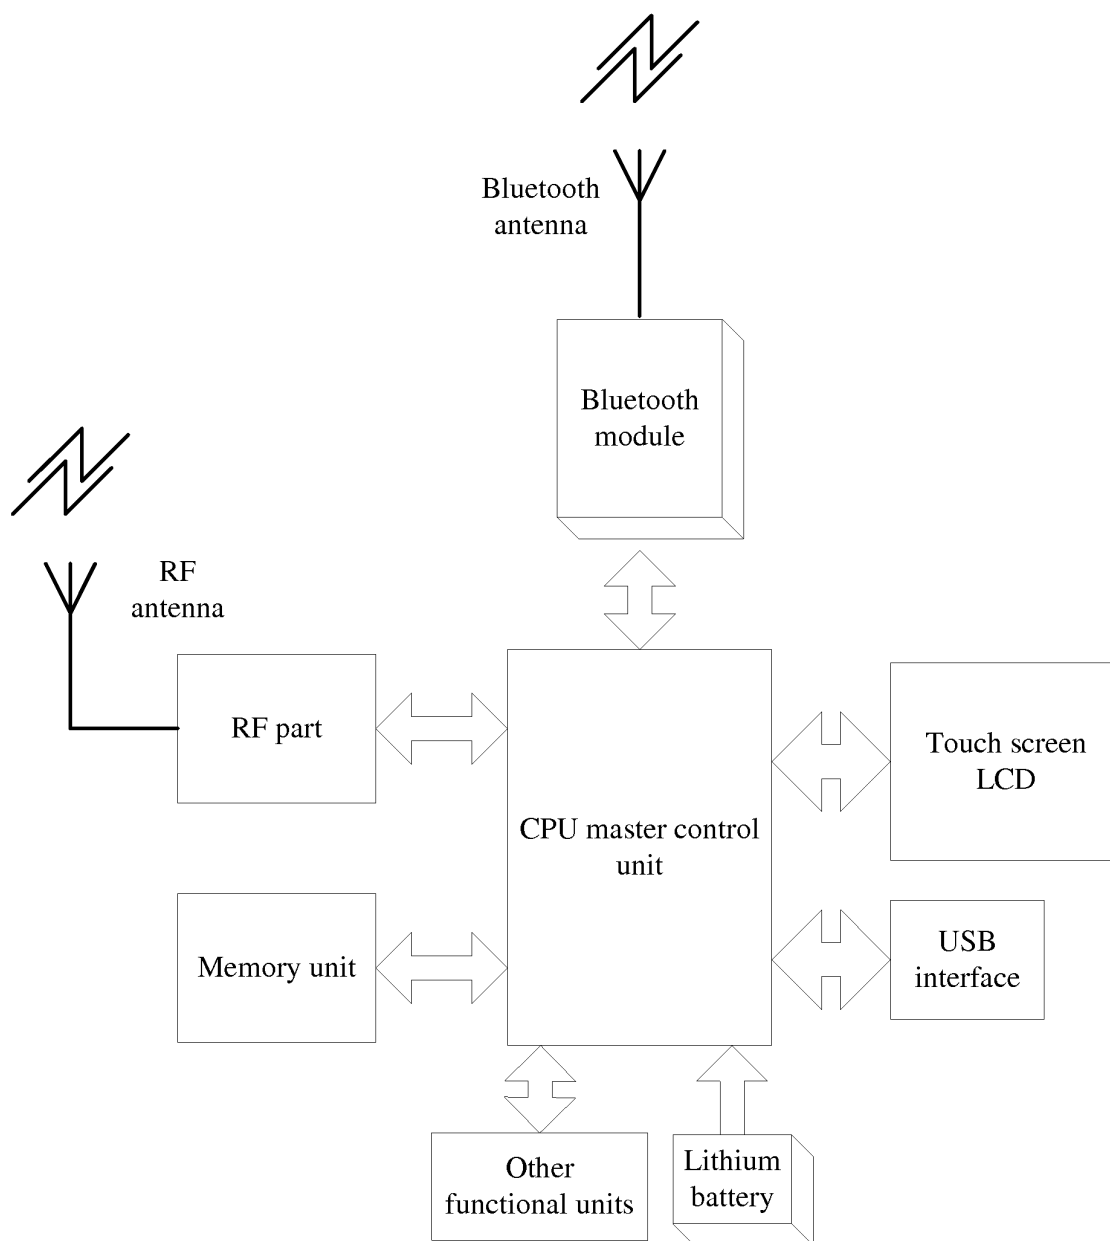 Bluetooth
antenna
Bluetooth
module
RF
antenna
RF part
Touch screen
LCD
CPU master control
unit
Memory unit
USB
interface
Other
functional units
Lithium
battery